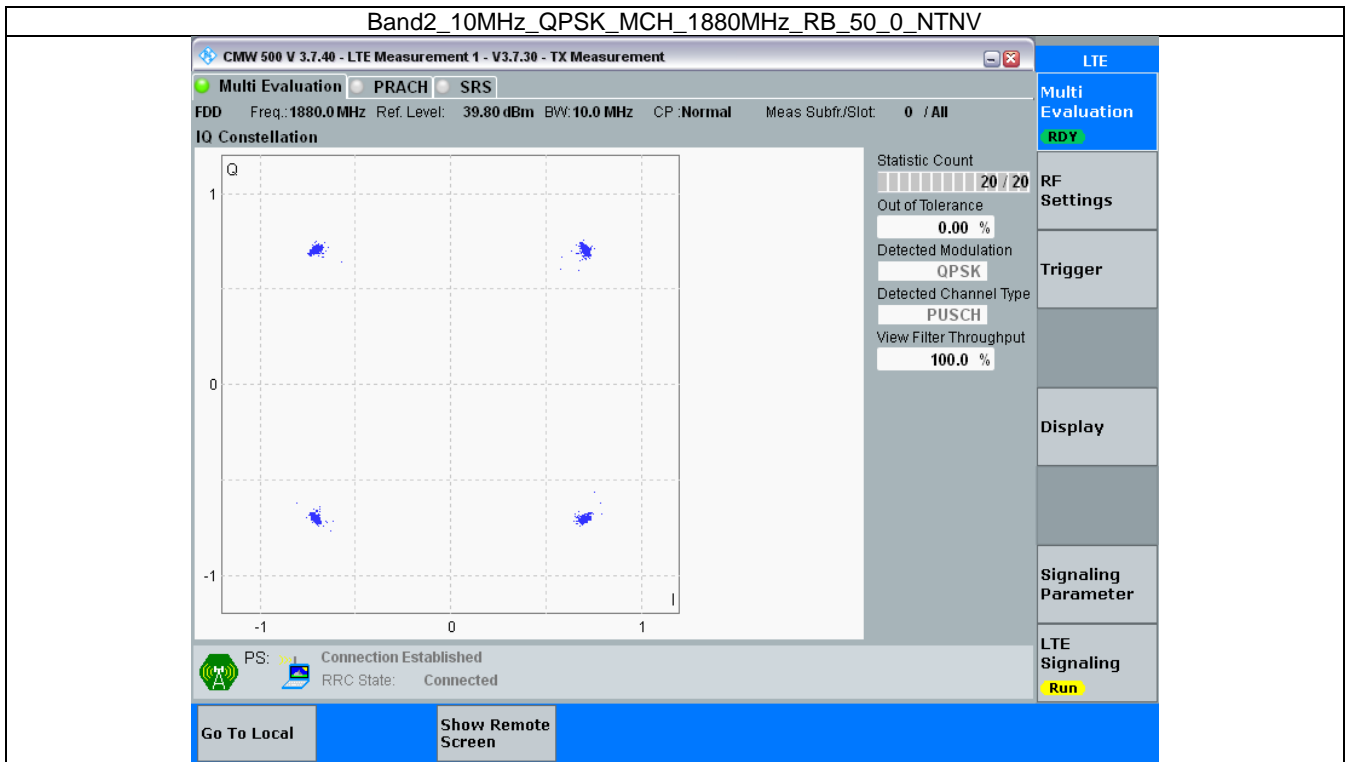 Band2_10MHz_QPSK_MCH_1880MHz_RB_50_0_NTNV
CMW 500 V 3.7.40 - LTE Measurement 1 - V3.7.30 - TX Measurement
LTE
Multi Evaluation PRACH SRS
FDD Freq.: 1880.0 MHz Ref. Level: 39.80 dBm BW: 10.0 MHz CP : Normal Meas Subfr./Slot: 0 / All
IQ Constellation
Q
1
0
-1
I
-1 0 1
Statistic Count
20 / 20
Out of Tolerance
0.00 %
Detected Modulation
QPSK
Detected Channel Type
PUSCH
View Filter Throughput
100.0 %
Multi
Evaluation
RDY
RF
Settings
Trigger
Display
Signaling
Parameter
LTE
Signaling
Run
PS: Connection Established
RRC State: Connected
Go To Local
Show Remote
Screen